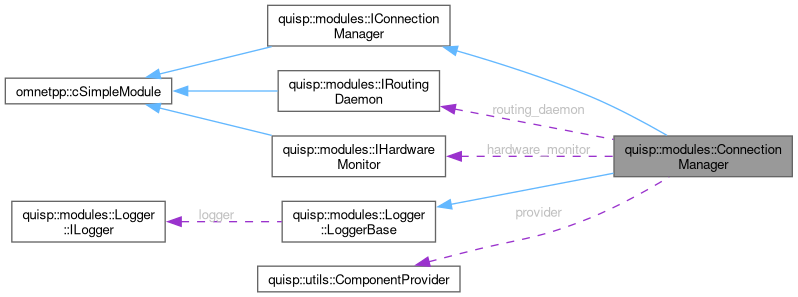 quisp::modules::IConnection
Manager
omnetpp::cSimpleModule
quisp::modules::IRouting
Daemon
routing_daemon
quisp::modules::IHardware
Monitor
hardware_monitor
quisp::modules::Connection
Manager
quisp::modules::Logger
::ILogger
logger
quisp::modules::Logger
::LoggerBase
provider
quisp::utils::ComponentProvider